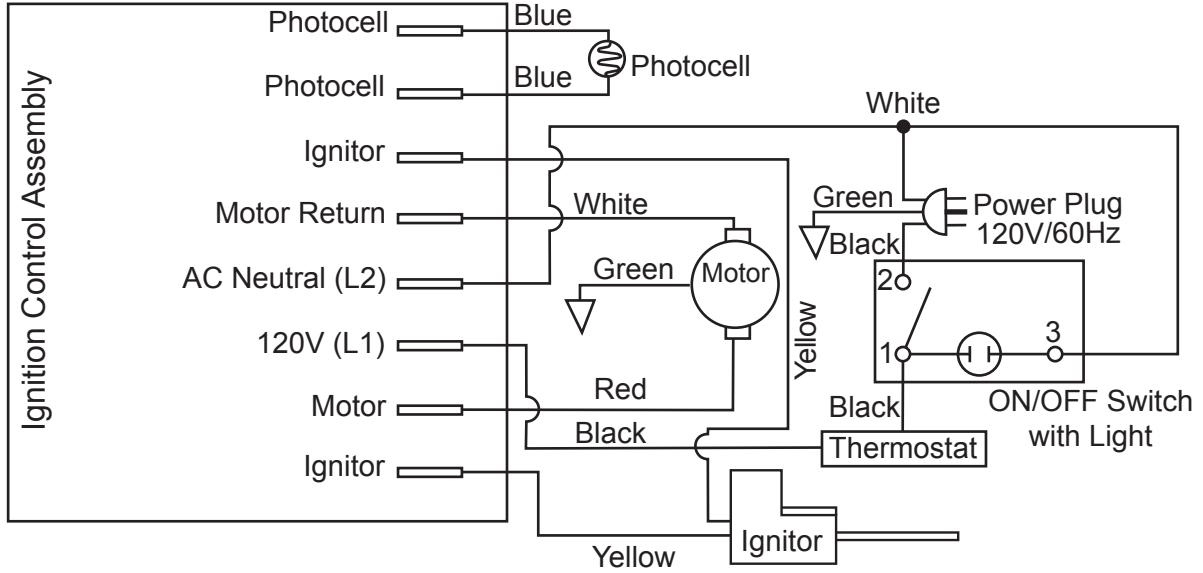 Ignition Control Assembly
Photocell
Blue
Photocell
Photocell
Blue
Ignitor
Motor Return
White
AC Neutral (L2)
Green
Motor
120V (L1)
Motor
Red
Black
Ignitor
Yellow
Yellow
Ignitor
White
Green
Power Plug
120V/60Hz
Black
2
1
3
ON/OFF Switch
with Light
Black
Thermostat